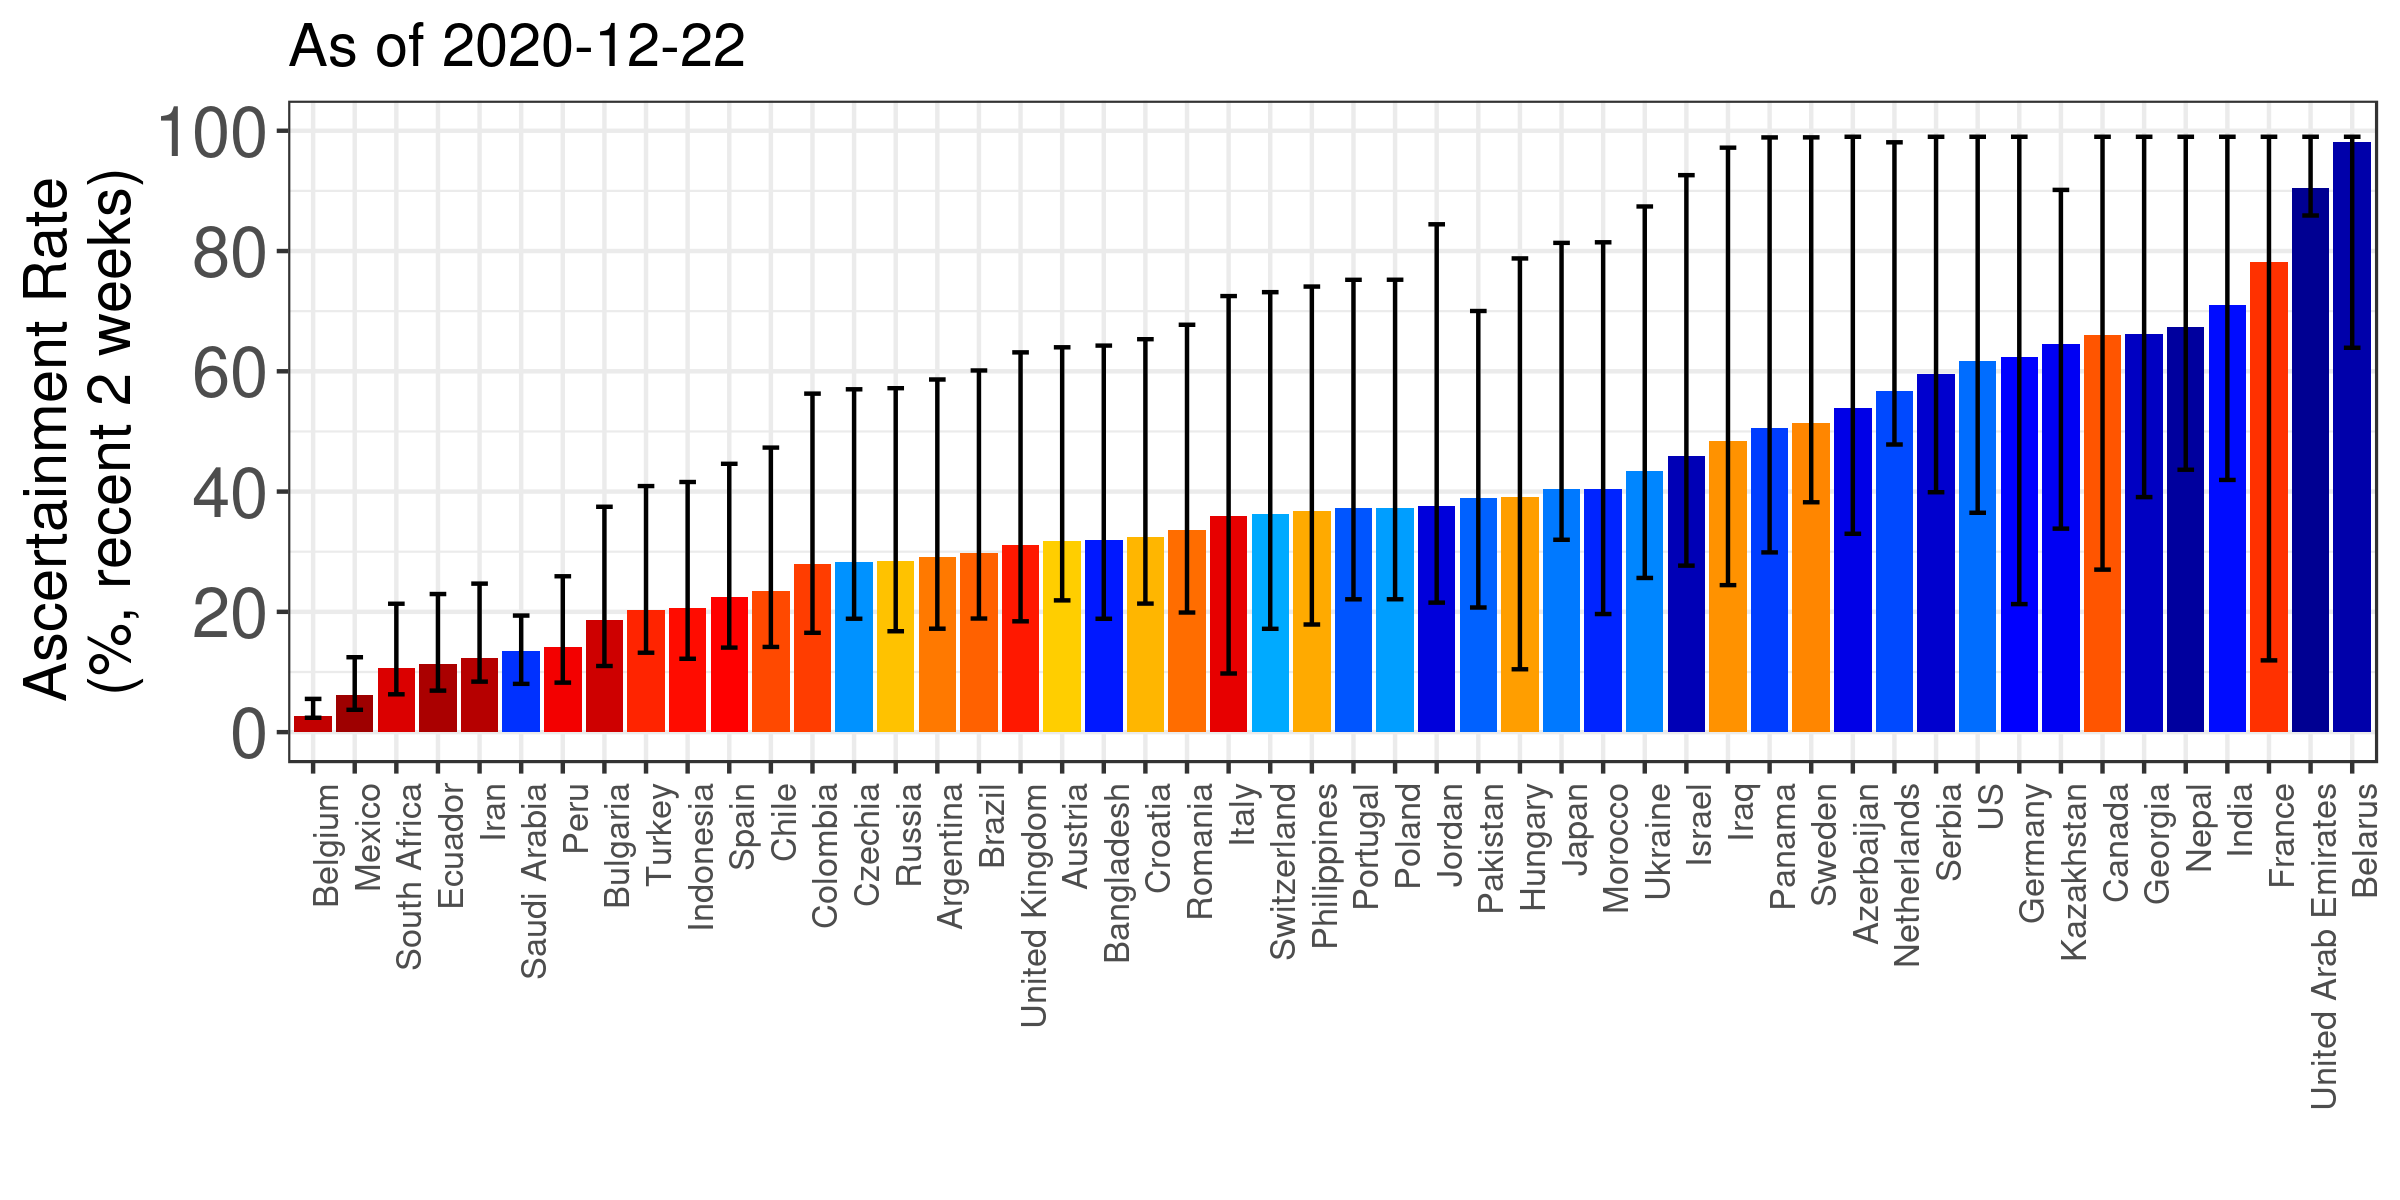 As of 2020-12-22
Ascertainment Rate
(%, recent 2 weeks)
100
80
60
40
20
0
Belgium
Mexico
South Africa
Ecuador
Iran
Saudi Arabia
Peru
Bulgaria
Turkey
Indonesia
Spain
Chile
Colombia
Czechia
Russia
Argentina
Brazil
United Kingdom
Austria
Bangladesh
Croatia
Romania
Italy
Switzerland
Philippines
Portugal
Poland
Jordan
Pakistan
Hungary
Japan
Morocco
Ukraine
Israel
Iraq
Panama
Sweden
Azerbaijan
Netherlands
Serbia
US
Germany
Kazakhstan
Canada
Georgia
Nepal
India
France
United Arab Emirates
Belarus